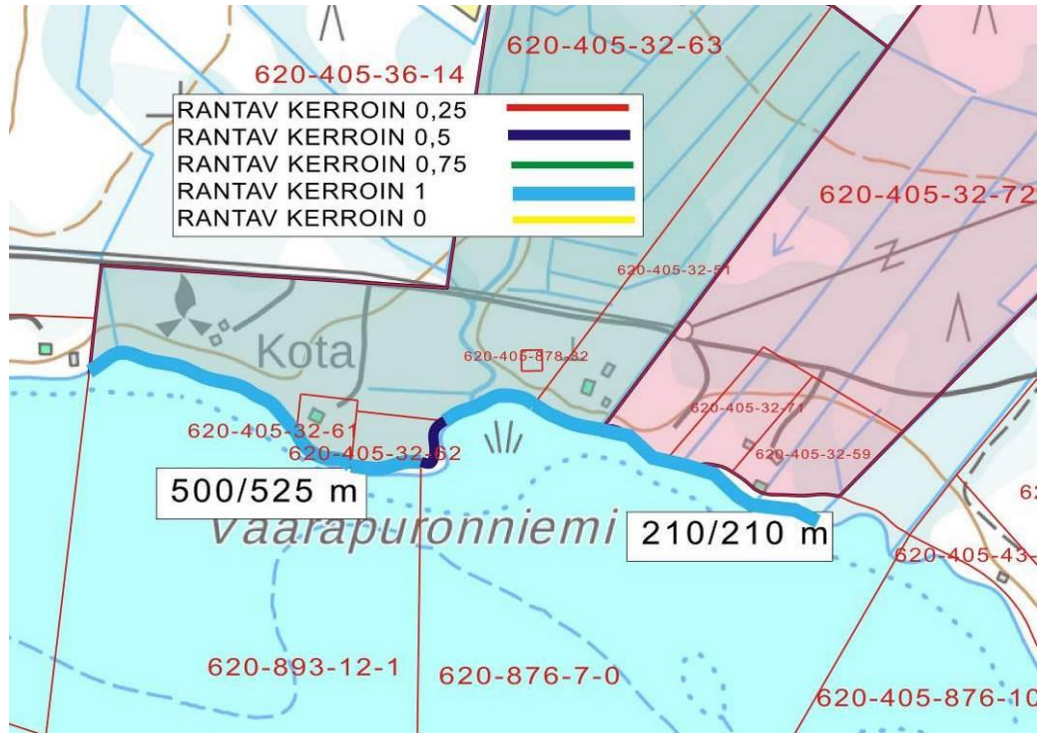 620-405-32-63
620-405-36-14
RANTAV KERROIN 0,25
RANTAV KERROIN 0,5
RANTAV KERROIN 0,75
RANTAV KERROIN 1
RANTAV KERROIN 0
620-405-32-72
620-405-32-51
Kota
620-405-878-32
620-405-32-71
620-405-32-61
620-405-32-62
620-405-32-59
500/525 m
Vaarapuronniemi
210/210 m
620-405-43-
620-893-12-1
620-876-7-0
620-405-876-10